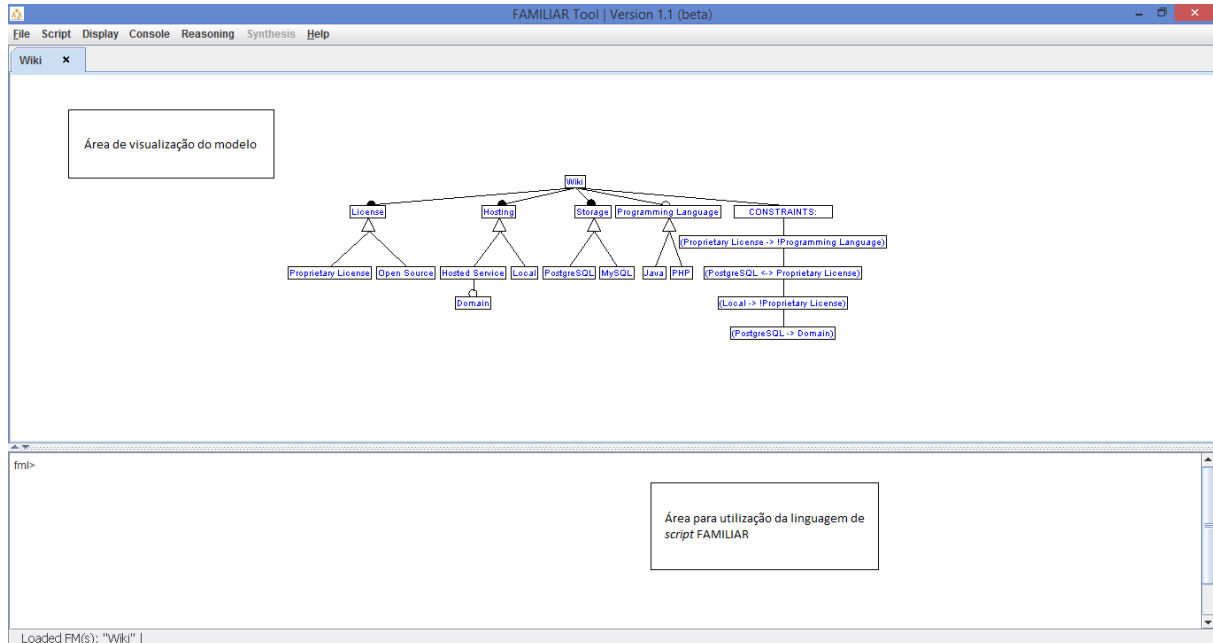 FAMILIAR Tool | Version 1.1 (beta)
File Script Display Console Reasoning Synthesis Help
Wiki ×
Área de visualização do modelo
Wiki
License Hosting Storage Programming Language CONSTRAINTS:
(Proprietary License -> !Programming Language)
Proprietary License Open Source Hosted Service Local PostgreSQL MySQL Java PHP (PostgreSQL <-> Proprietary License)
Domain (Local -> !Proprietary License)
(PostgreSQL -> Domain)
fml>
Área para utilização da linguagem de
script FAMILIAR
Loaded FM(s): "Wiki" |